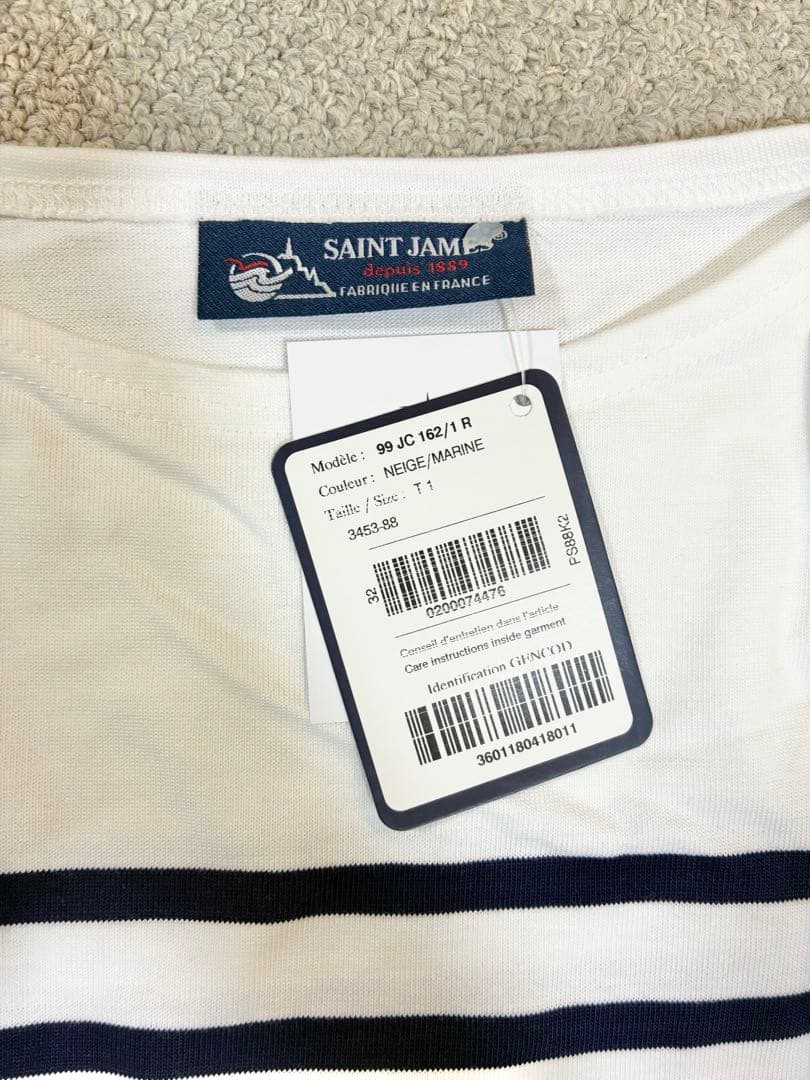 SAINT JAMES
depuis 1889
FABRIQUE EN FRANCE
Modèle : 99 JC 162/1 R
Couleur : NEIGE/MARINE
Taille / Size : T 1
3453-88
32
PS88K2
0200074476
Conseil d'entretien dans l'article
Care instructions inside garment
Identification GENCOD
3601180418011